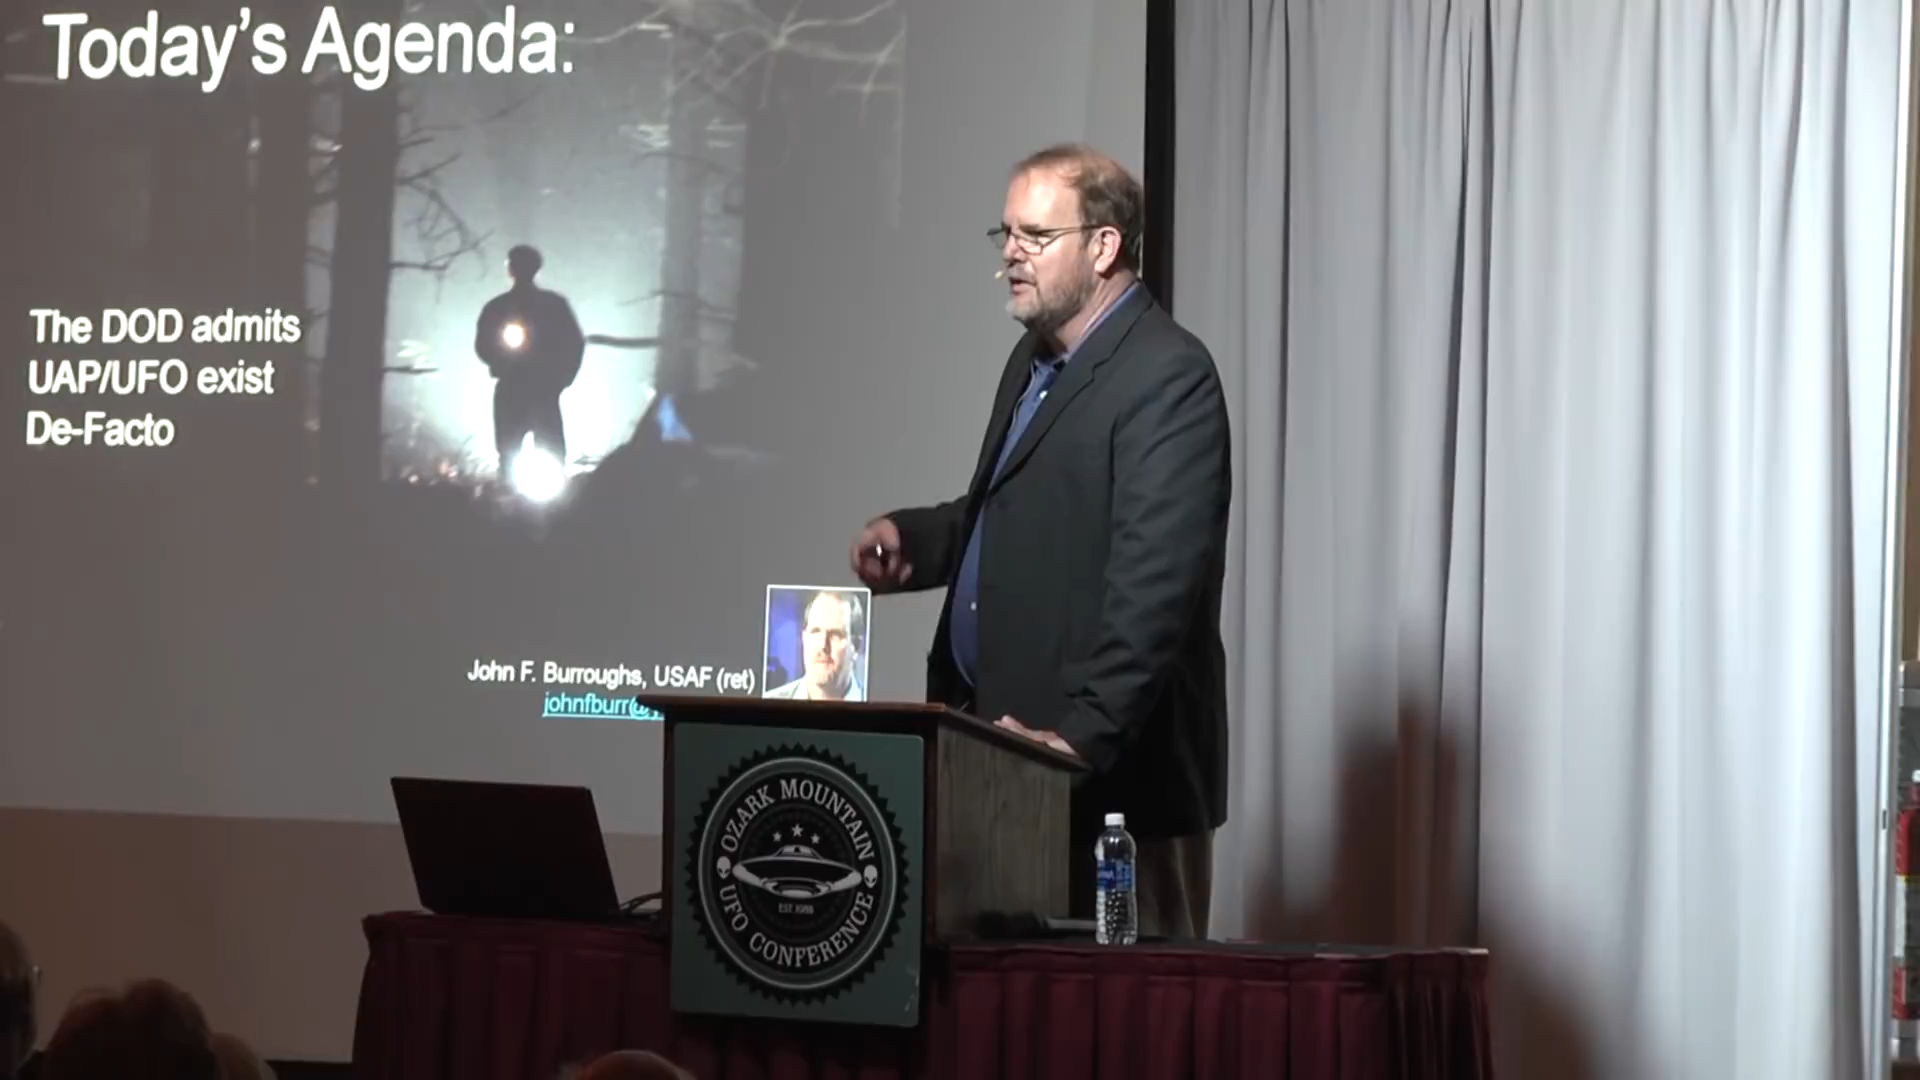 Today's Agenda:
The DOD admits
UAP/UFO exist
De-Facto
John F. Burroughs, USAF (ret)
johnfburr@
OZARK MOUNTAIN
EST. 1988
UFO CONFERENCE